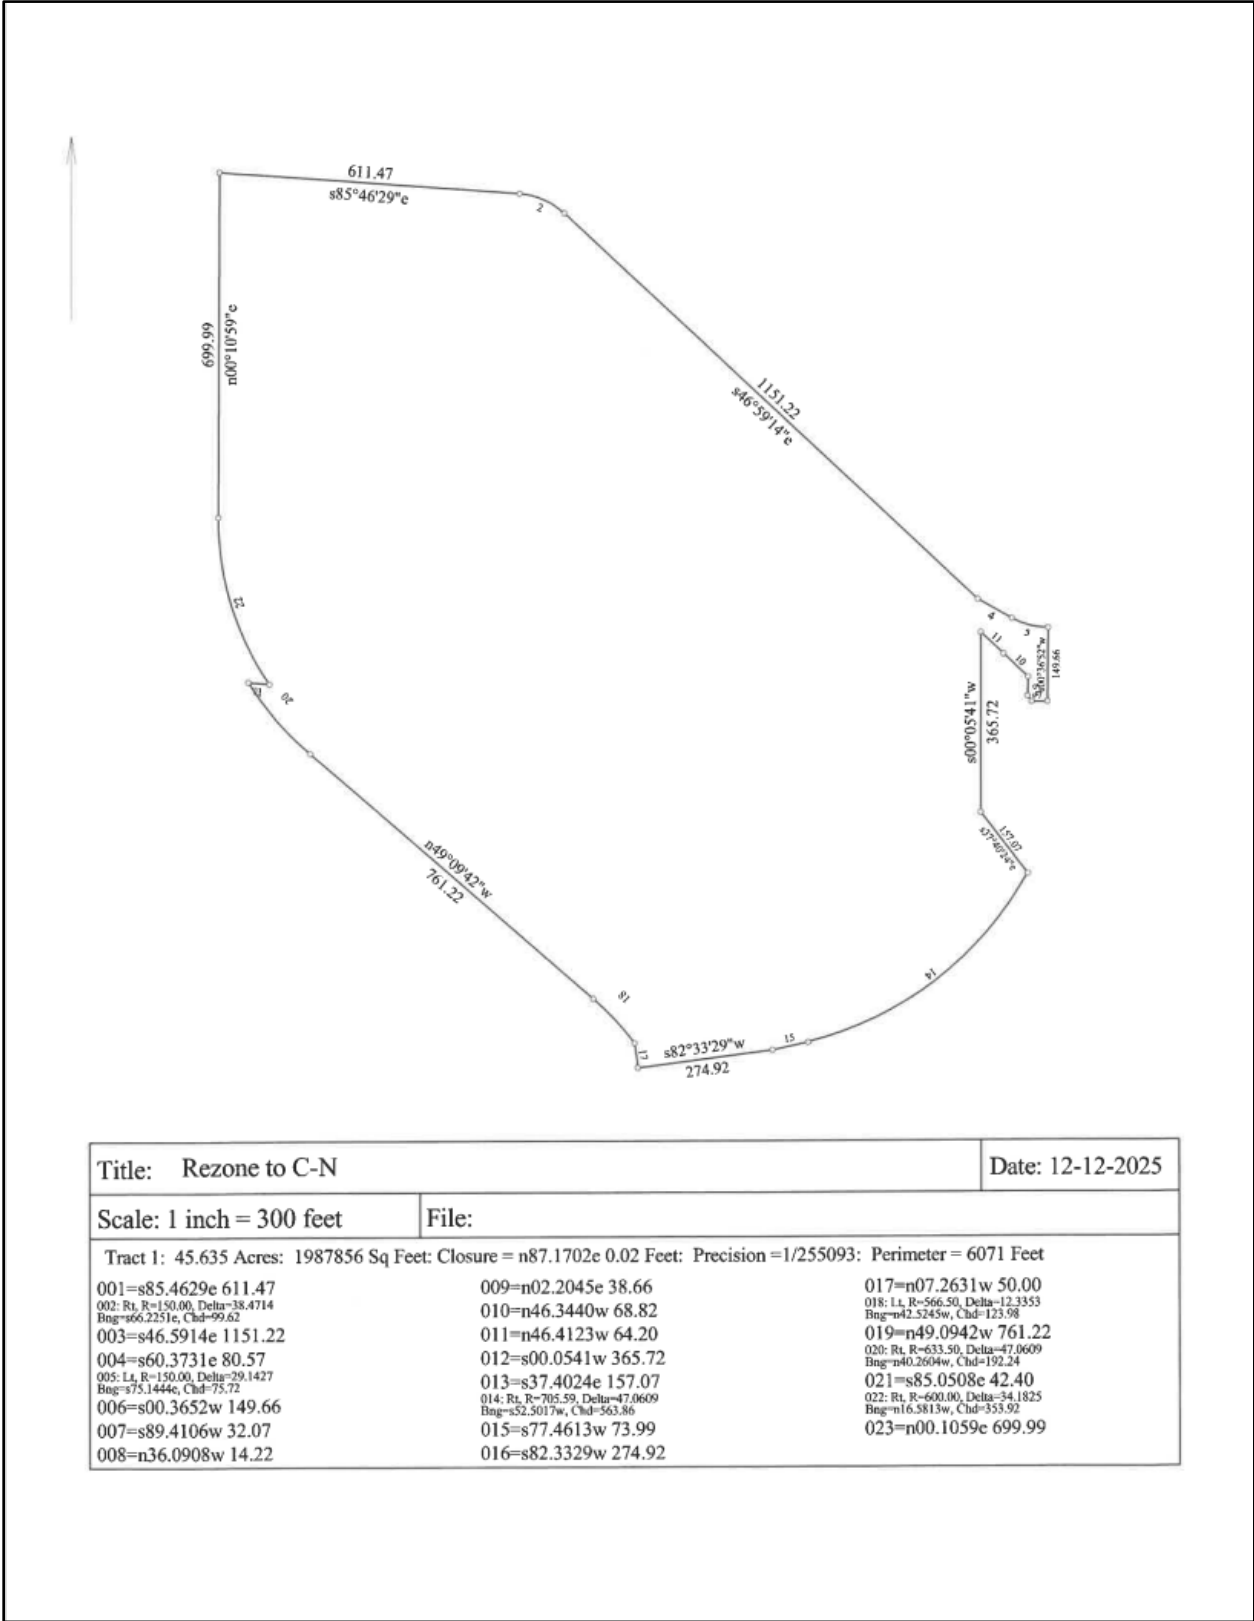 611.47
s85°46'29"e
2
699.99
n00°10'59"e
1151.22
s46°59'14"e
4
5
11
10
s00°36'52"w
149.66
s00°05'41"w
365.72
22
20
157.07
s37°40'24"e
n49°09'42"w
761.22
14
18
17
s82°33'29"w
274.92
15
Title: Rezone to C-N
Date: 12-12-2025
Scale: 1 inch = 300 feet
File:
Tract 1: 45.635 Acres: 1987856 Sq Feet: Closure = n87.1702e 0.02 Feet: Precision =1/255093: Perimeter = 6071 Feet
001=s85.4629e 611.47
002: Rt, R=150.00, Delta=38.4714
Bng=s66.2251e, Chd=99.62
003=s46.5914e 1151.22
004=s60.3731e 80.57
005: Lt, R=150.00, Delta=29.1427
Bng=s75.1444e, Chd=75.72
006=s00.3652w 149.66
007=s89.4106w 32.07
008=n36.0908w 14.22
009=n02.2045e 38.66
010=n46.3440w 68.82
011=n46.4123w 64.20
012=s00.0541w 365.72
013=s37.4024e 157.07
014: Rt, R=705.59, Delta=47.0609
Bng=s52.5017w, Chd=563.86
015=s77.4613w 73.99
016=s82.3329w 274.92
017=n07.2631w 50.00
018: Lt, R=566.50, Delta=12.3353
Bng=n42.5245w, Chd=123.98
019=n49.0942w 761.22
020: Rt, R=633.50, Delta=47.0609
Bng=n40.2604w, Chd=192.24
021=s85.0508e 42.40
022: Rt, R=600.00, Delta=34.1825
Bng=n16.5813w, Chd=353.92
023=n00.1059e 699.99